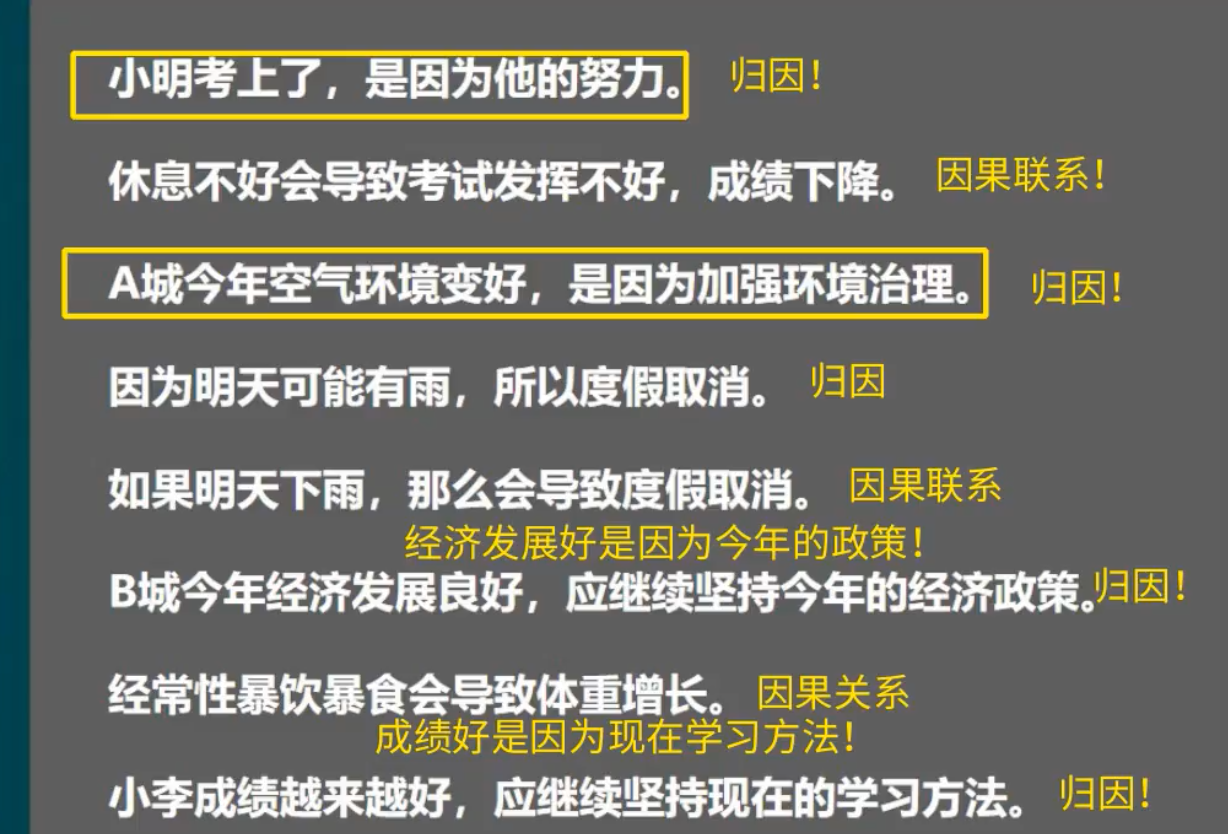 小明考上了，是因为他的努力。 归因！
休息不好会导致考试发挥不好，成绩下降。 因果联系！
A城今年空气环境变好，是因为加强环境治理。 归因！
因为明天可能有雨，所以度假取消。 归因
如果明天下雨，那么会导致度假取消。 因果联系
经济发展好是因为今年的政策！
B城今年经济发展良好，应继续坚持今年的经济政策。归因！
经常性暴饮暴食会导致体重增长。 因果关系
成绩好是因为现在学习方法！
小李成绩越来越好，应继续坚持现在的学习方法。 归因！